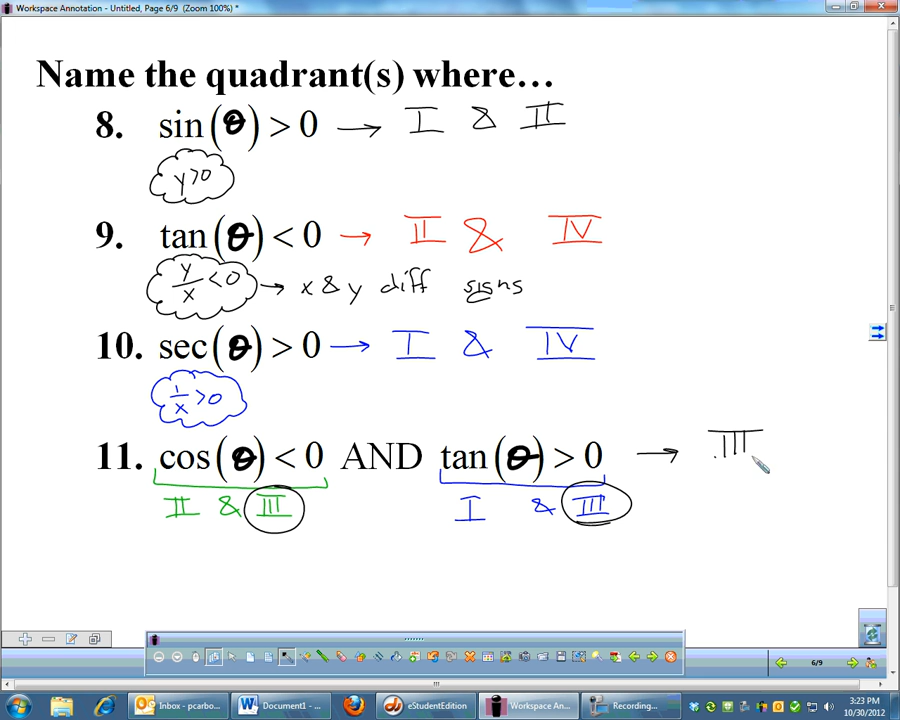 Workspace Annotation - Untitled, Page 6/9 (Zoom 100%) *
Name the quadrant(s) where…
8. sin(θ) > 0 → I & II
y>0
9. tan(θ) < 0 → II & IV
y/x < 0 → x & y diff signs
10. sec(θ) > 0 → I & IV
1/x > 0
11. cos(θ) < 0 AND tan(θ) > 0 → III
II & III I & III
6/9
Inbox - pcarbo... Document1 - ... eStudentEdition Workspace An... Recording...
3:23 PM
10/30/2012